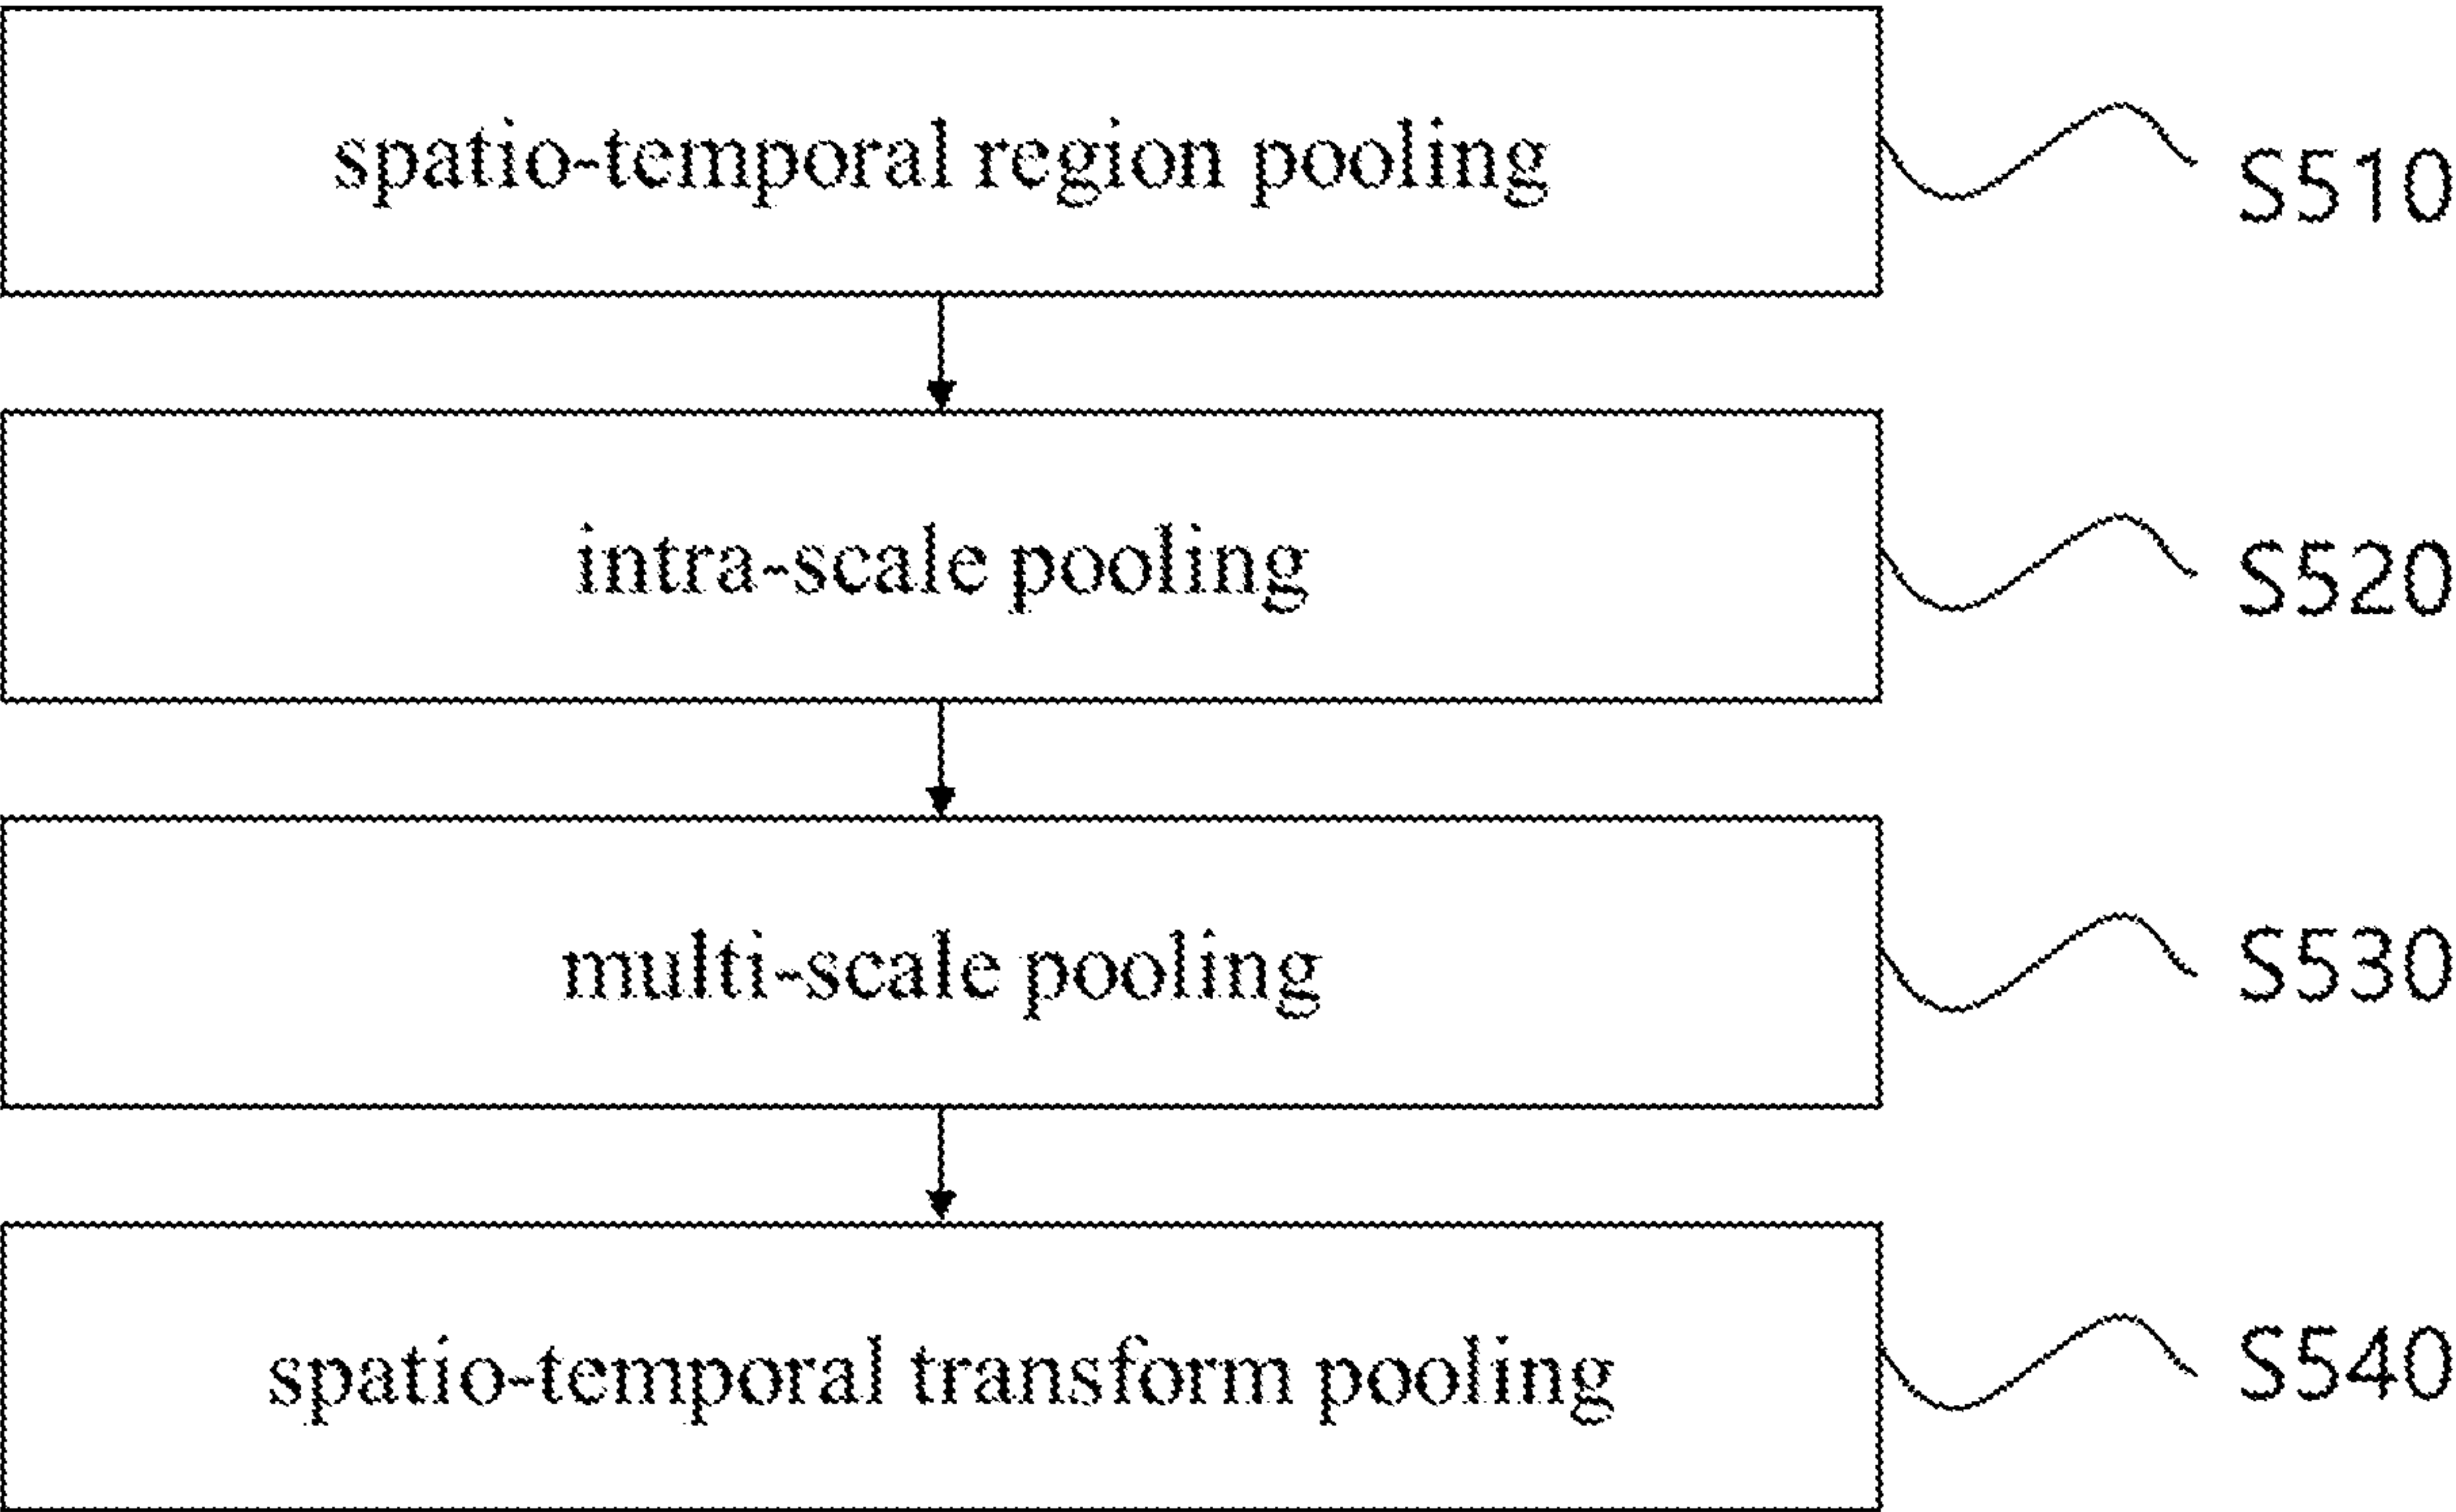 spatio-temporal region pooling
S510
intra-scale pooling
S520
multi-scale pooling
S530
spatio-temporal transform pooling
S540